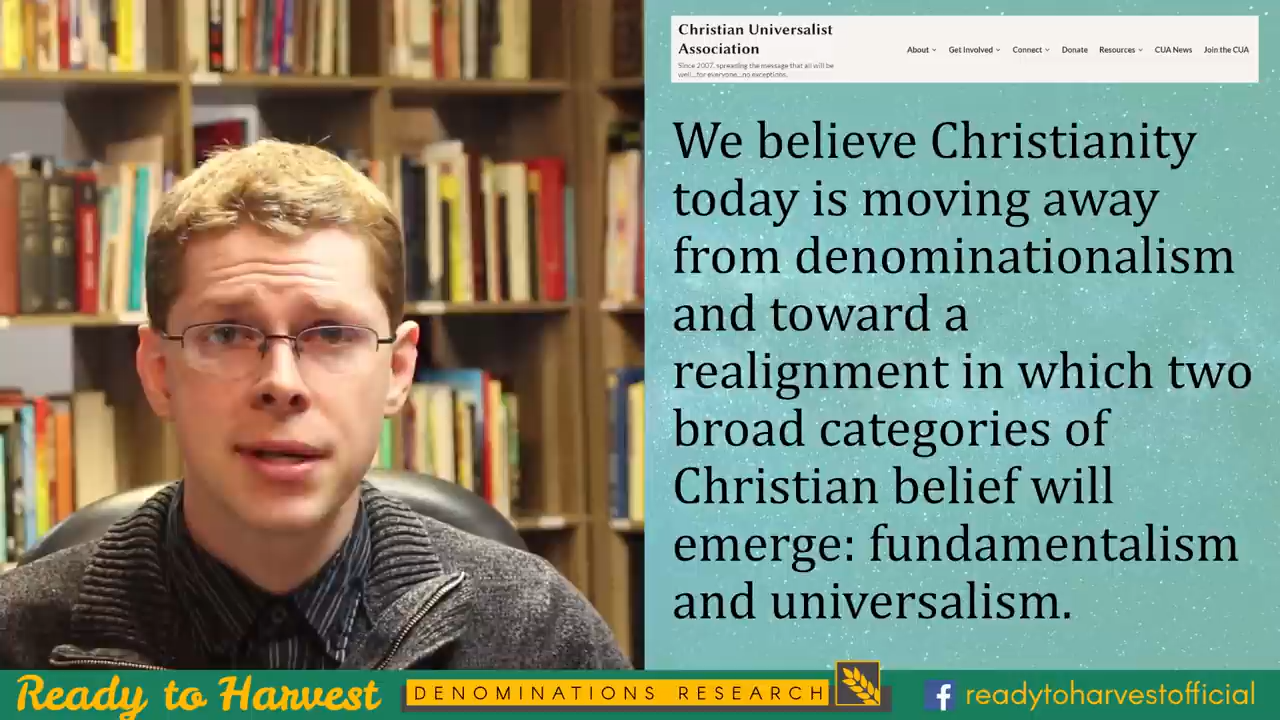 Christian Universalist
Association
Since 2007, spreading the message that all will be
well...for everyone...no exceptions.
About Get Involved Connect Donate Resources CUA News Join the CUA
We believe Christianity
today is moving away
from denominationalism
and toward a
realignment in which two
broad categories of
Christian belief will
emerge: fundamentalism
and universalism.
Ready to Harvest
DENOMINATIONS RESEARCH
readytoharvestofficial